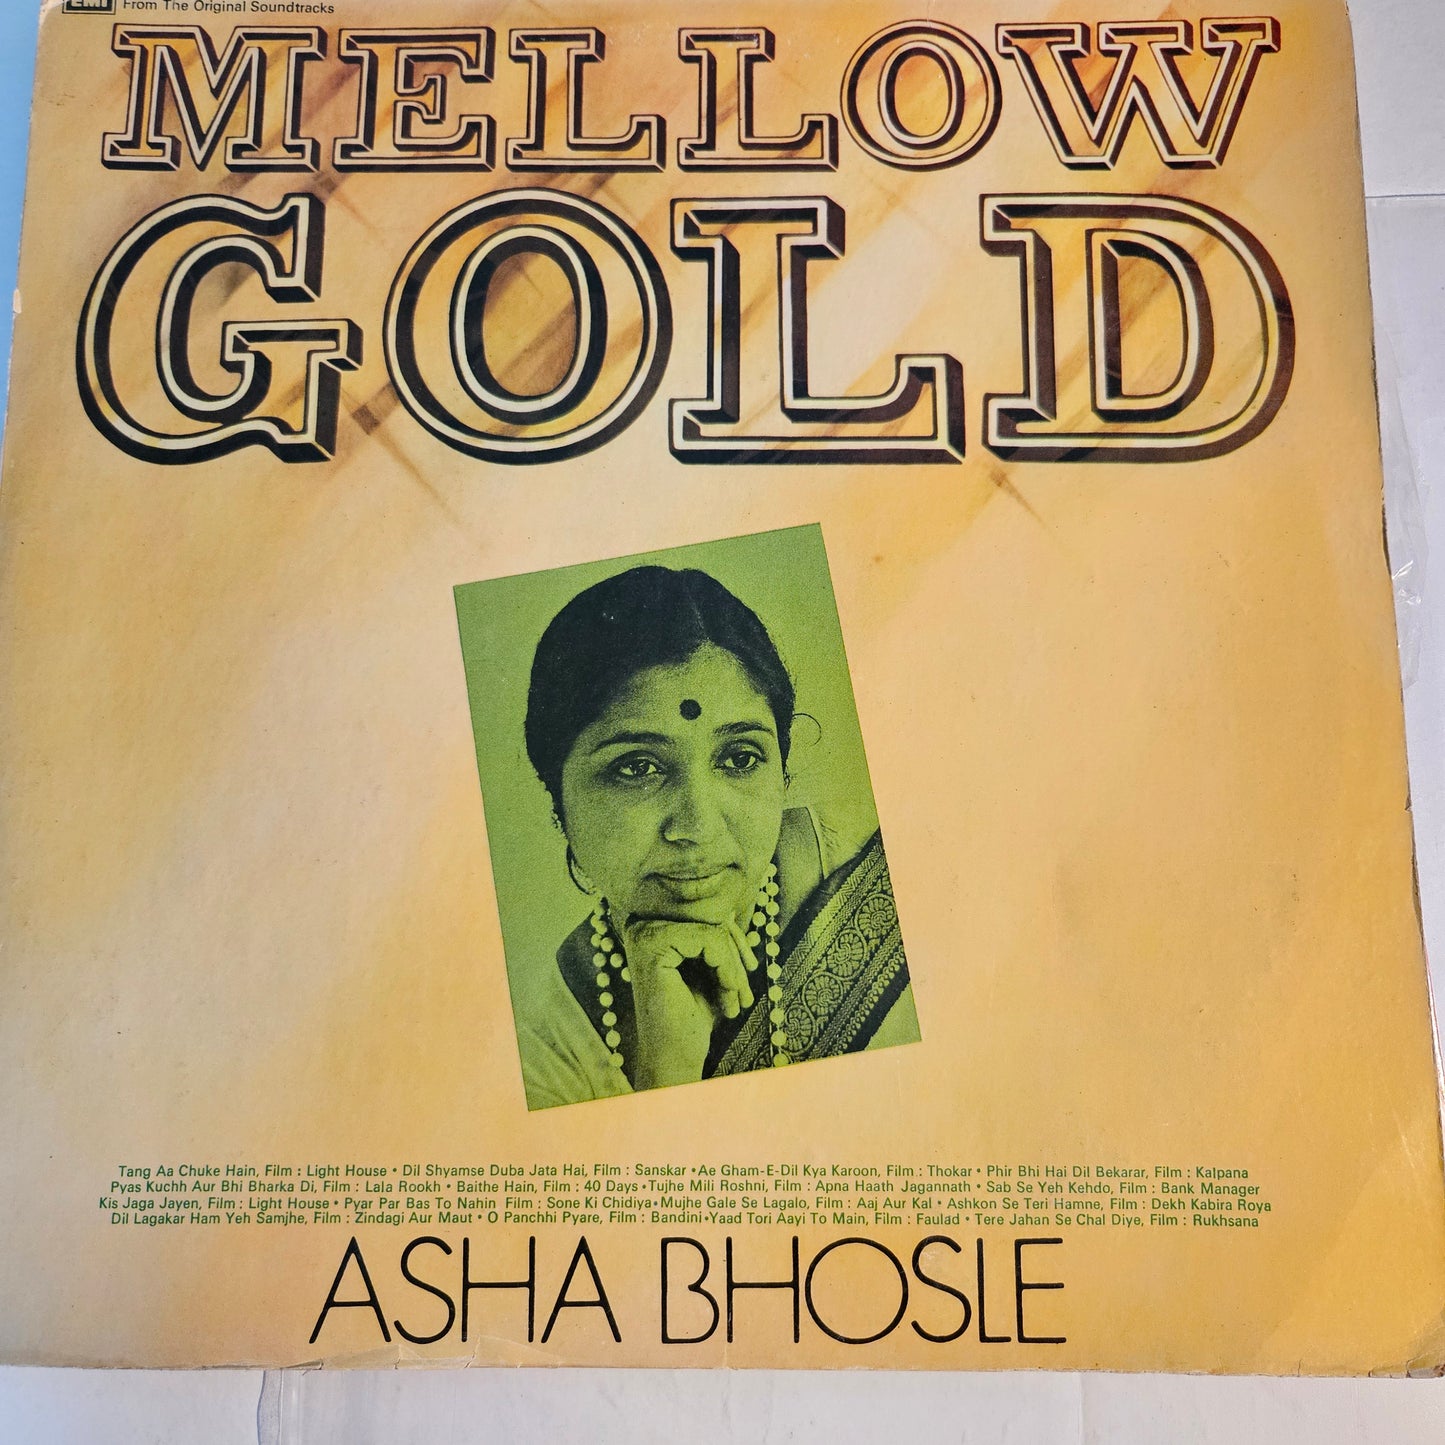 EMI From The Original Soundtracks
MELLOW
GOLD
Tang Aa Chuke Hain, Film : Light House • Dil Shyamse Duba Jata Hai, Film : Sanskar • Ae Gham-E-Dil Kya Karoon, Film : Thokar • Phir Bhi Hai Dil Bekarar, Film : Kalpana
Pyas Kuchh Aur Bhi Bharka Di, Film : Lala Rookh • Baithe Hain, Film : 40 Days • Tujhe Mili Roshni, Film : Apna Haath Jagannath • Sab Se Yeh Kehdo, Film : Bank Manager
Kis Jaga Jayen, Film : Light House • Pyar Par Bas To Nahin Film : Sone Ki Chidiya • Mujhe Gale Se Lagalo, Film : Aaj Aur Kal • Ashkon Se Teri Hamne, Film : Dekh Kabira Roya
Dil Lagakar Ham Yeh Samjhe, Film : Zindagi Aur Maut • O Panchhi Pyare, Film : Bandini • Yaad Tori Aayi To Main, Film : Faulad • Tere Jahan Se Chal Diye, Film : Rukhsana
ASHA BHOSLE